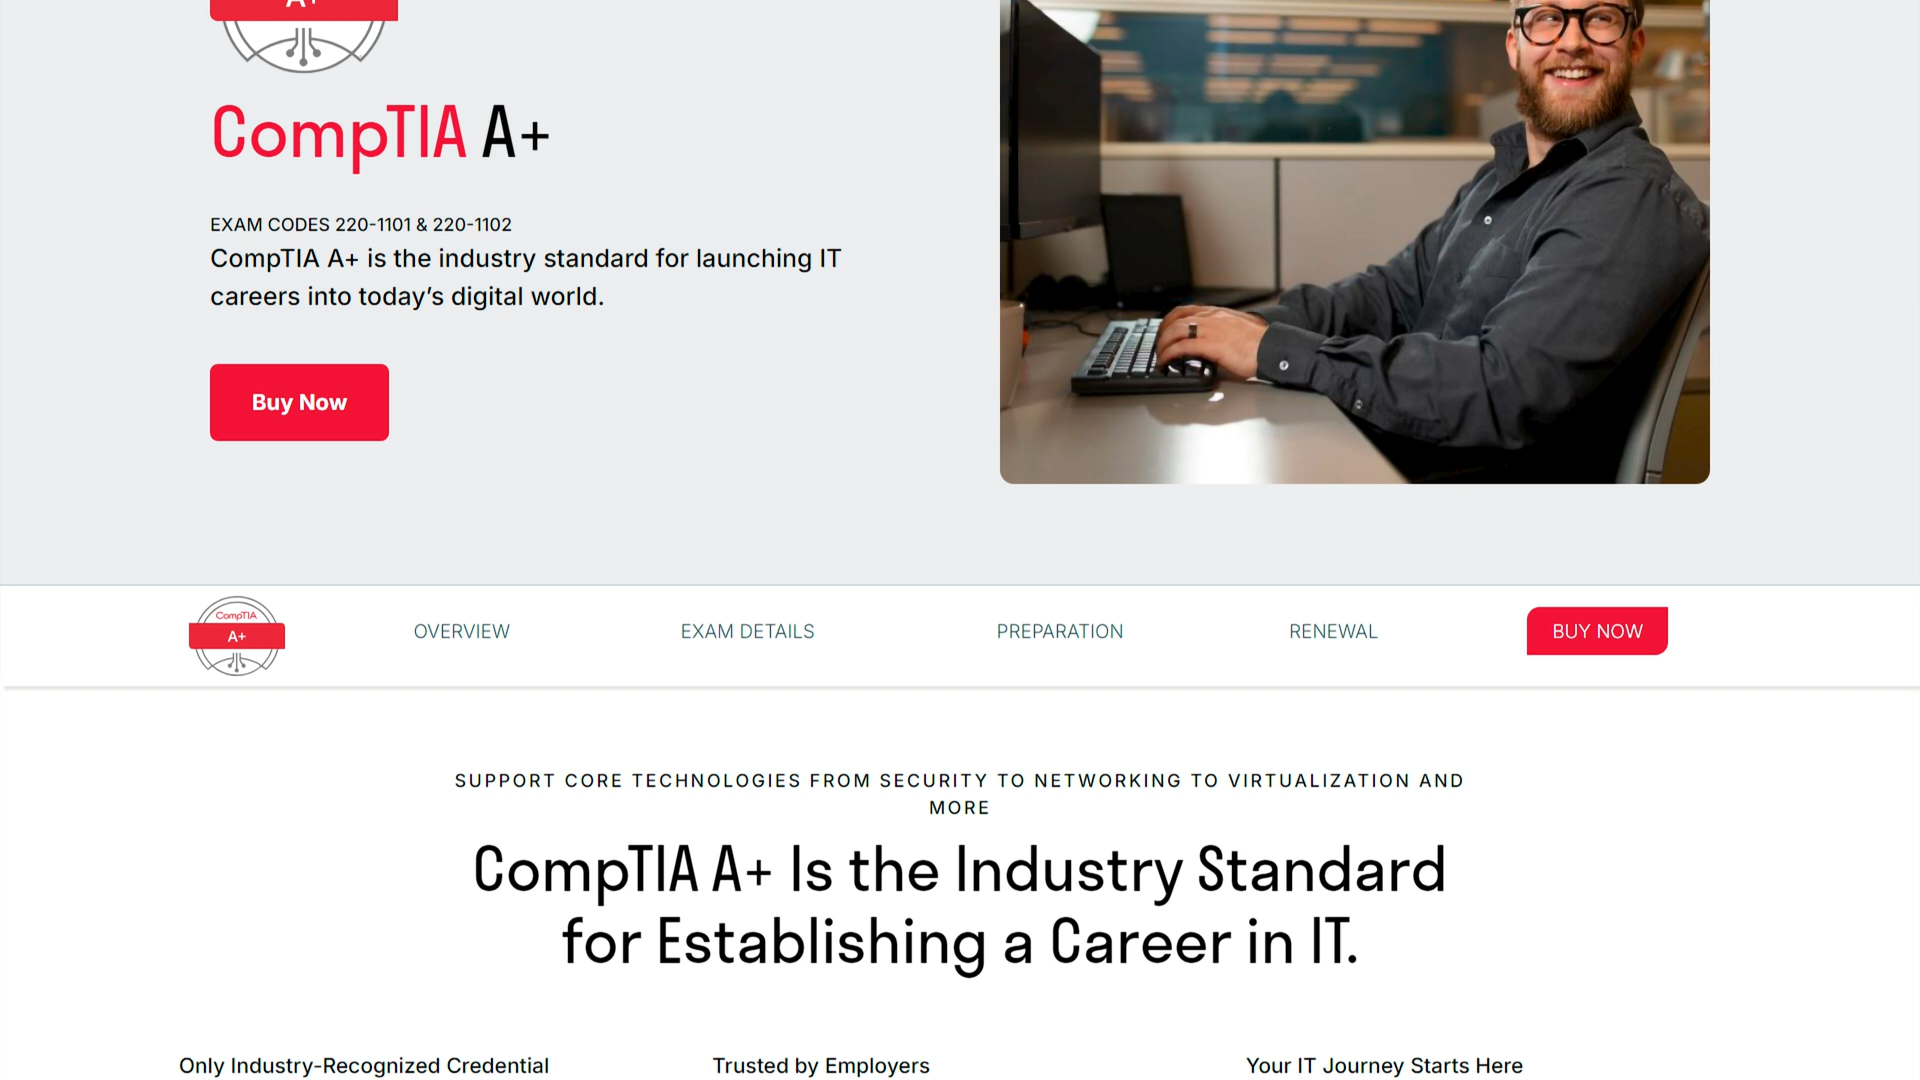 A+
CompTIA A+
EXAM CODES 220-1101 & 220-1102
CompTIA A+ is the industry standard for launching IT
careers into today’s digital world.
Buy Now
CompTIA
A+
OVERVIEW
EXAM DETAILS
PREPARATION
RENEWAL
BUY NOW
SUPPORT CORE TECHNOLOGIES FROM SECURITY TO NETWORKING TO VIRTUALIZATION AND
MORE
CompTIA A+ Is the Industry Standard
for Establishing a Career in IT.
Only Industry-Recognized Credential
Trusted by Employers
Your IT Journey Starts Here